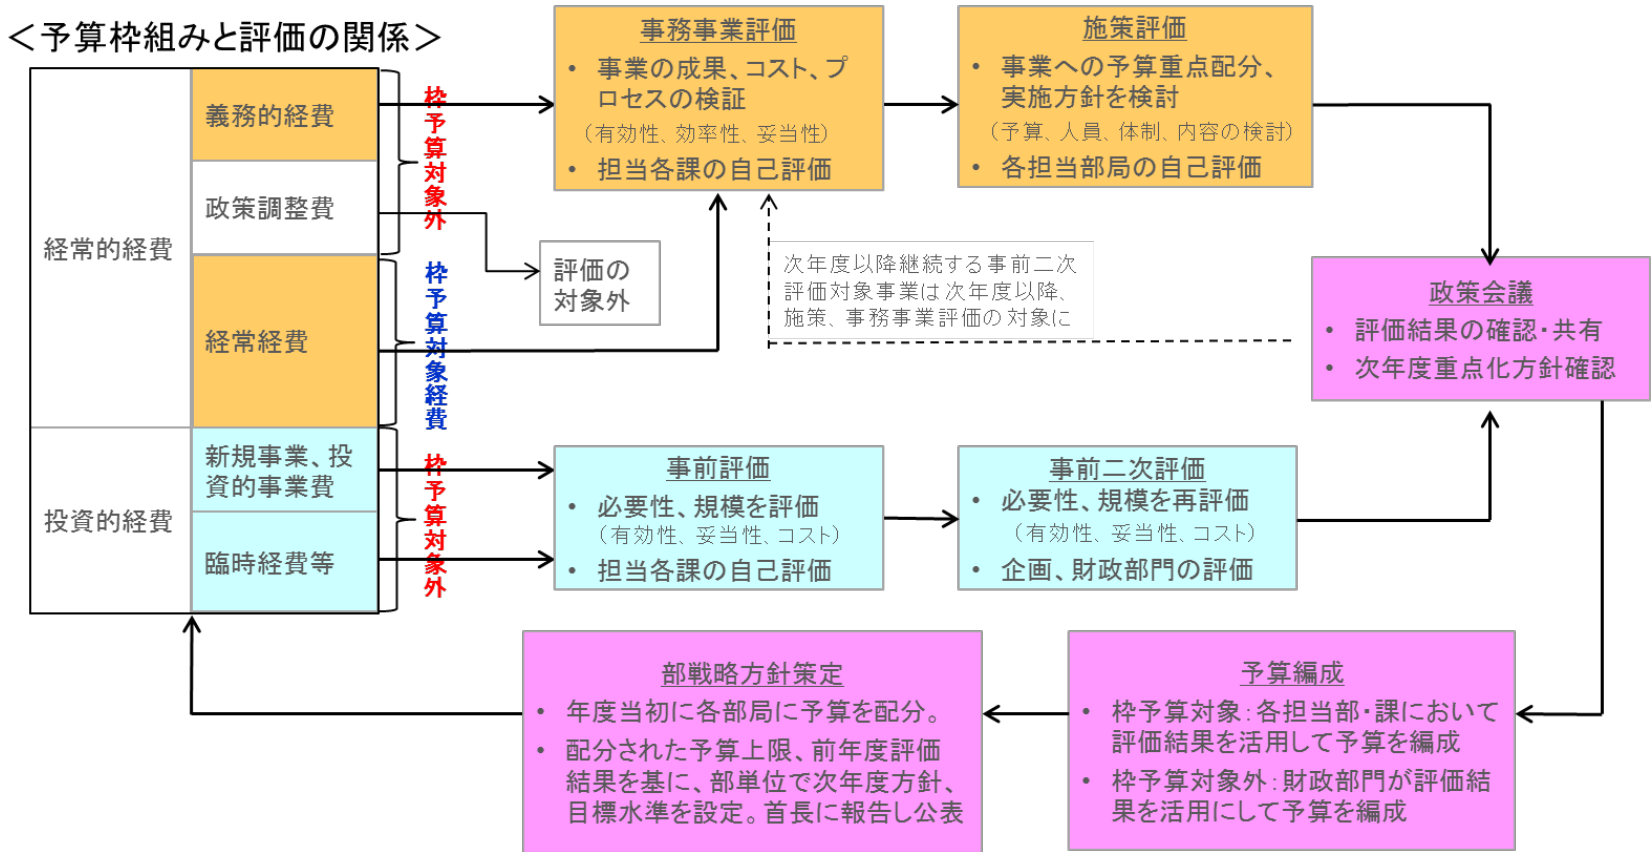 ＜予算枠組みと評価の関係＞
経常的経費
義務的経費
政策調整費
経常経費
投資的経費
新規事業、投
資的事業費
臨時経費等
枠予算対象外
枠予算対象経費
枠予算対象外
事務事業評価
• 事業の成果、コスト、プ
ロセスの検証
（有効性、効率性、妥当性）
• 担当各課の自己評価
施策評価
• 事業への予算重点配分、
実施方針を検討
（予算、人員、体制、内容の検討）
• 各担当部局の自己評価
評価の
対象外
次年度以降継続する事前二次
評価対象事業は次年度以降、
施策、事務事業評価の対象に
政策会議
• 評価結果の確認・共有
• 次年度重点化方針確認
事前評価
• 必要性、規模を評価
（有効性、妥当性、コスト）
• 担当各課の自己評価
事前二次評価
• 必要性、規模を再評価
（有効性、妥当性、コスト）
• 企画、財政部門の評価
部戦略方針策定
• 年度当初に各部局に予算を配分。
• 配分された予算上限、前年度評価
結果を基に、部単位で次年度方針、
目標水準を設定。首長に報告し公表
予算編成
• 枠予算対象：各担当部・課において
評価結果を活用して予算を編成
• 枠予算対象外：財政部門が評価結
果を活用にして予算を編成